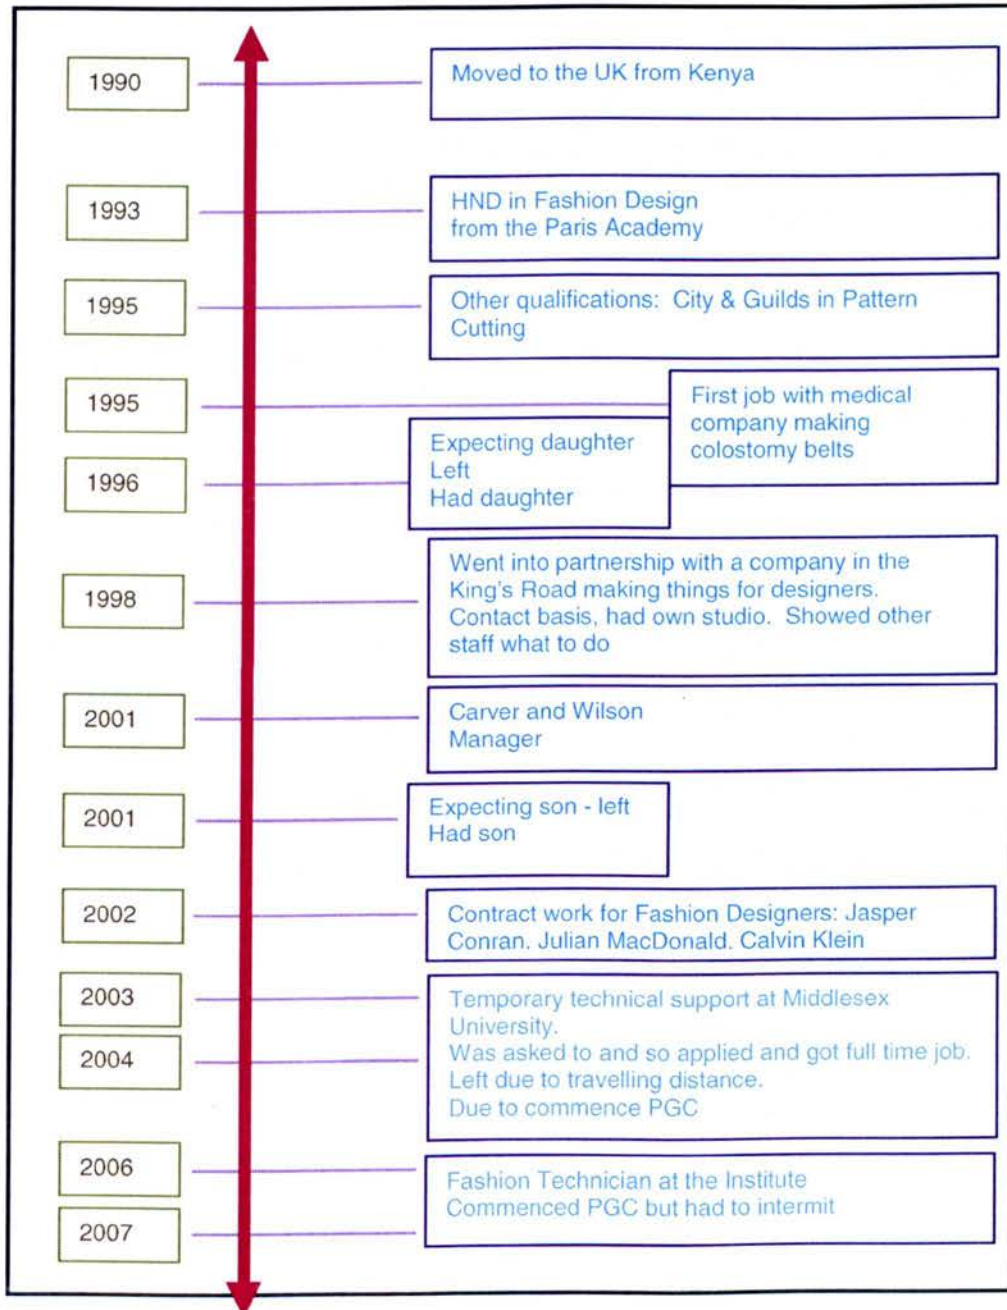 1990
Moved to the UK from Kenya
1993
HND in Fashion Design
from the Paris Academy
1995
Other qualifications:  City & Guilds in Pattern
Cutting
1995
First job with medical
company making
colostomy belts
1996
Expecting daughter
Left
Had daughter
1998
Went into partnership with a company in the
King's Road making things for designers.
Contact basis, had own studio.  Showed other
staff what to do
2001
Carver and Wilson
Manager
2001
Expecting son - left
Had son
2002
Contract work for Fashion Designers: Jasper
Conran. Julian MacDonald. Calvin Klein
2003
2004
Temporary technical support at Middlesex
University.
Was asked to and so applied and got full time job.
Left due to travelling distance.
Due to commence PGC
2006
2007
Fashion Technician at the Institute
Commenced PGC but had to intermit